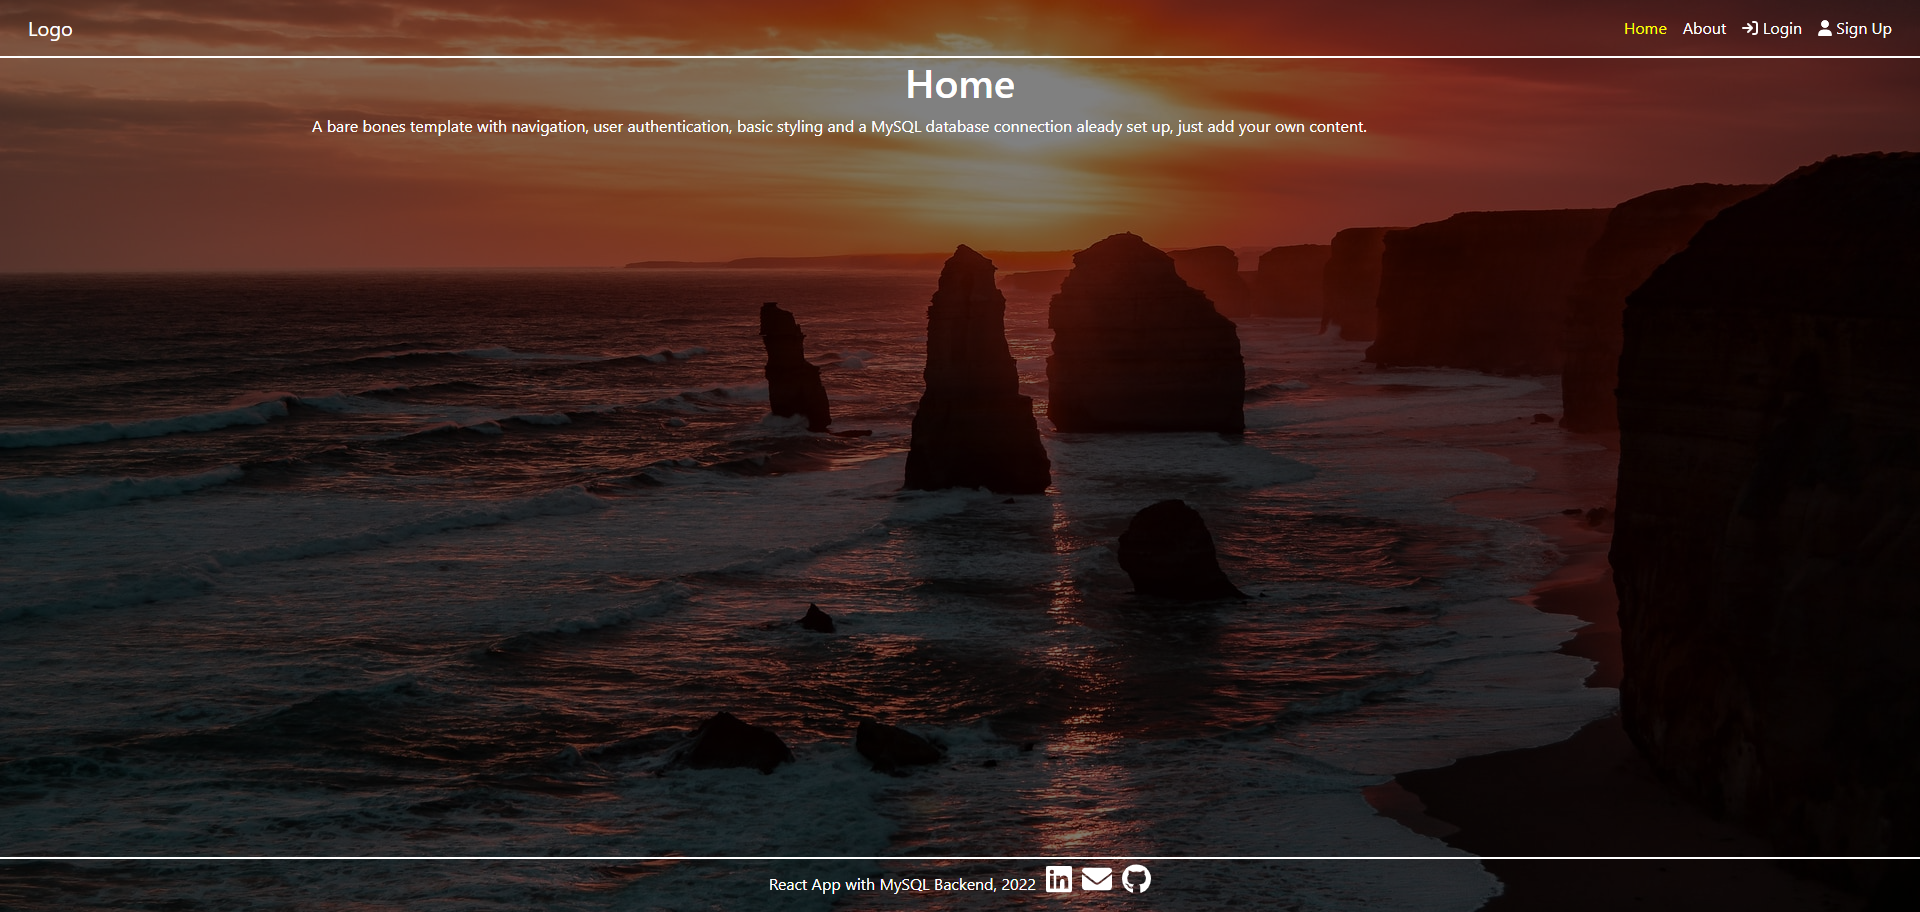 Logo
Home About Login Sign Up
Home
A bare bones template with navigation, user authentication, basic styling and a MySQL database connection aleady set up, just add your own content.
React App with MySQL Backend, 2022